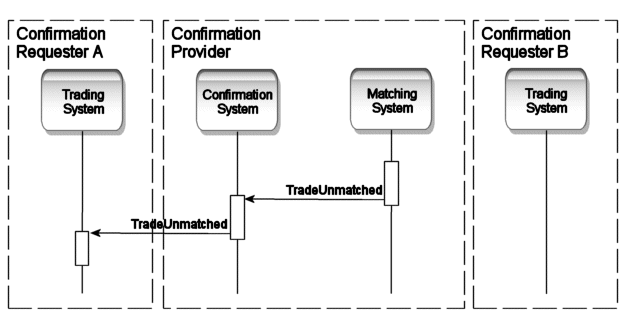 Confirmation
Requester A
Confirmation
Provider
Confirmation
Requester B
Trading
System
Confirmation
System
Matching
System
Trading
System
TradeUnmatched
TradeUnmatched